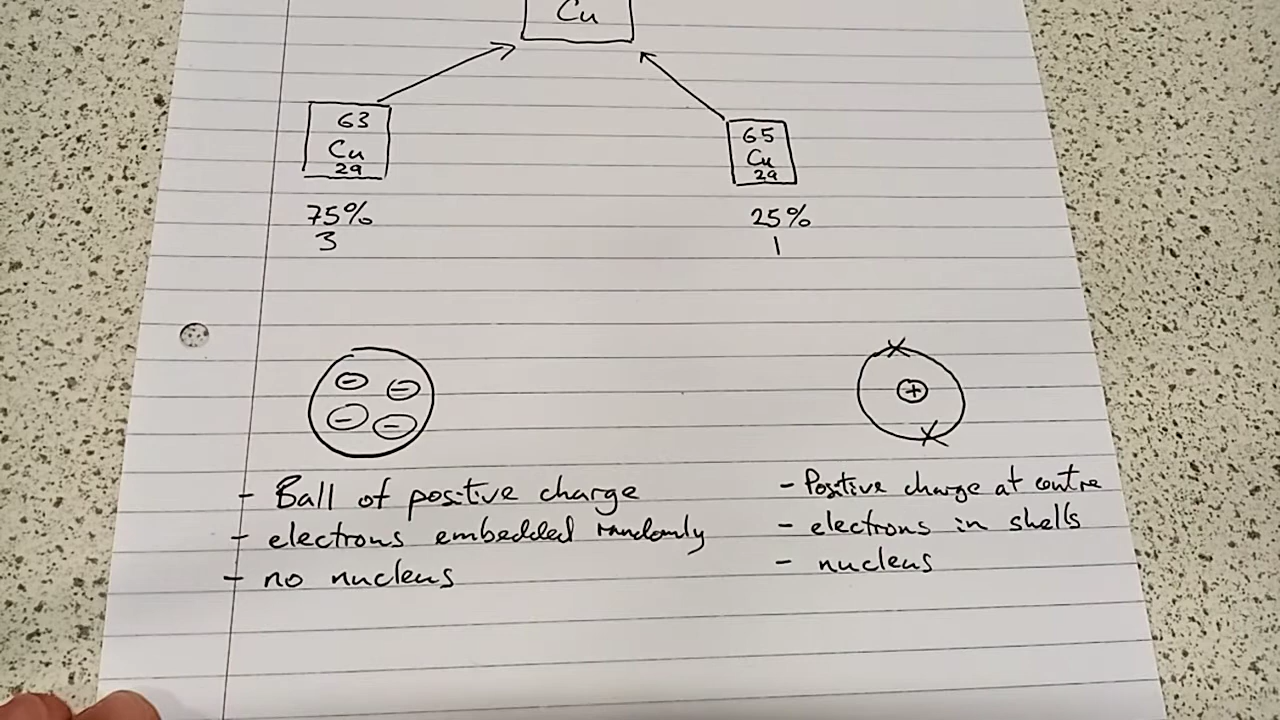 Cu
63
Cu
29
65
Cu
29
75%
3
25%
1
- Ball of positive charge
- electrons embedded randomly
- no nucleus
+
- Positive charge at centre
- electrons in shells
- nucleus